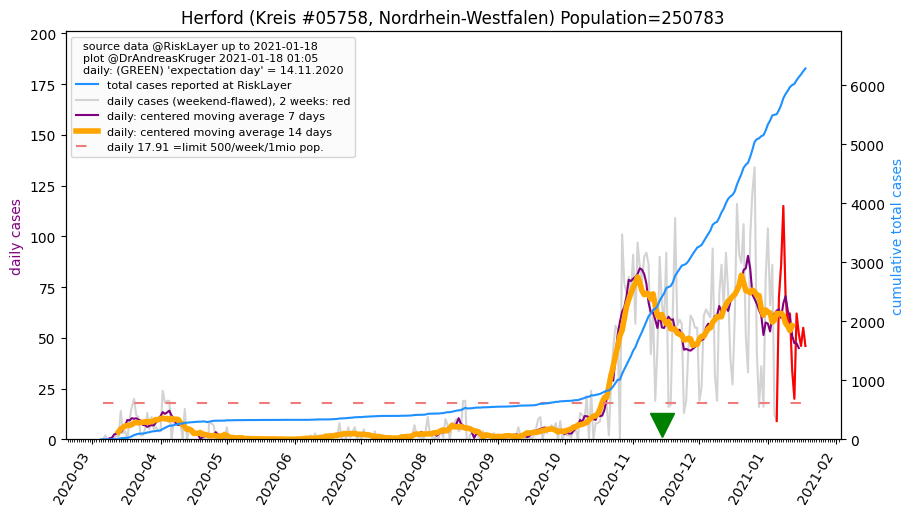 Herford (Kreis #05758, Nordrhein-Westfalen) Population=250783
source data @RiskLayer up to 2021-01-18
plot @DrAndreasKruger 2021-01-18 01:05
daily: (GREEN) 'expectation day' = 14.11.2020
total cases reported at RiskLayer
daily cases (weekend-flawed), 2 weeks: red
daily: centered moving average 7 days
daily: centered moving average 14 days
daily 17.91 =limit 500/week/1mio pop.
daily cases
200
175
150
125
100
75
50
25
0
cumulative total cases
6000
5000
4000
3000
2000
1000
0
2020-03
2020-04
2020-05
2020-06
2020-07
2020-08
2020-09
2020-10
2020-11
2020-12
2021-01
2021-02